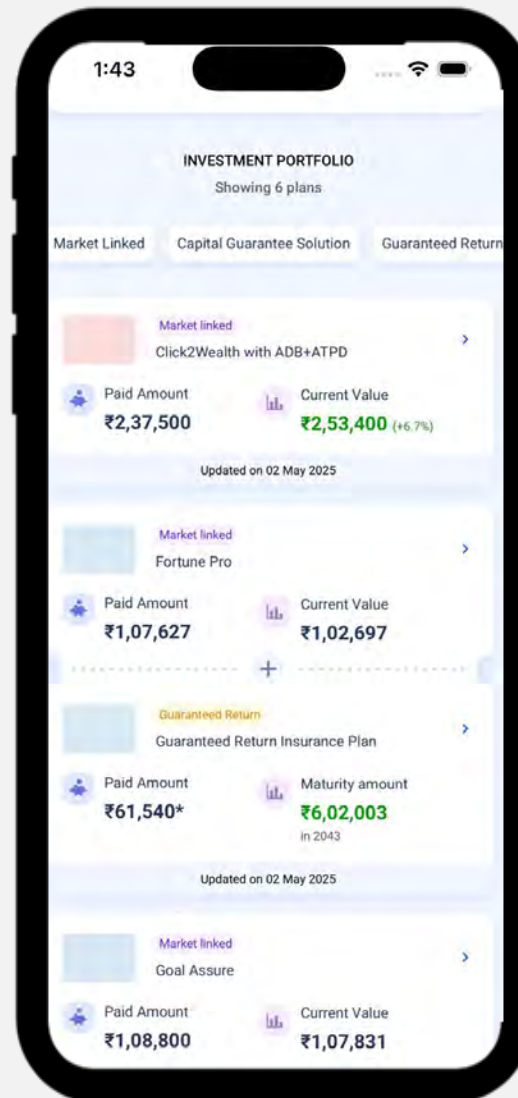 1:43
INVESTMENT PORTFOLIO
Showing 6 plans
Market Linked Capital Guarantee Solution Guaranteed Return
Market linked
Click2Wealth with ADB+ATPD
Paid Amount Current Value
₹2,37,500 ₹2,53,400 (+6.7%)
Updated on 02 May 2025
Market linked
Fortune Pro
Paid Amount Current Value
₹1,07,627 ₹1,02,697
+
Guaranteed Return
Guaranteed Return Insurance Plan
Paid Amount Maturity amount
₹61,540* ₹6,02,003
in 2043
Updated on 02 May 2025
Market linked
Goal Assure
Paid Amount Current Value
₹1,08,800 ₹1,07,831